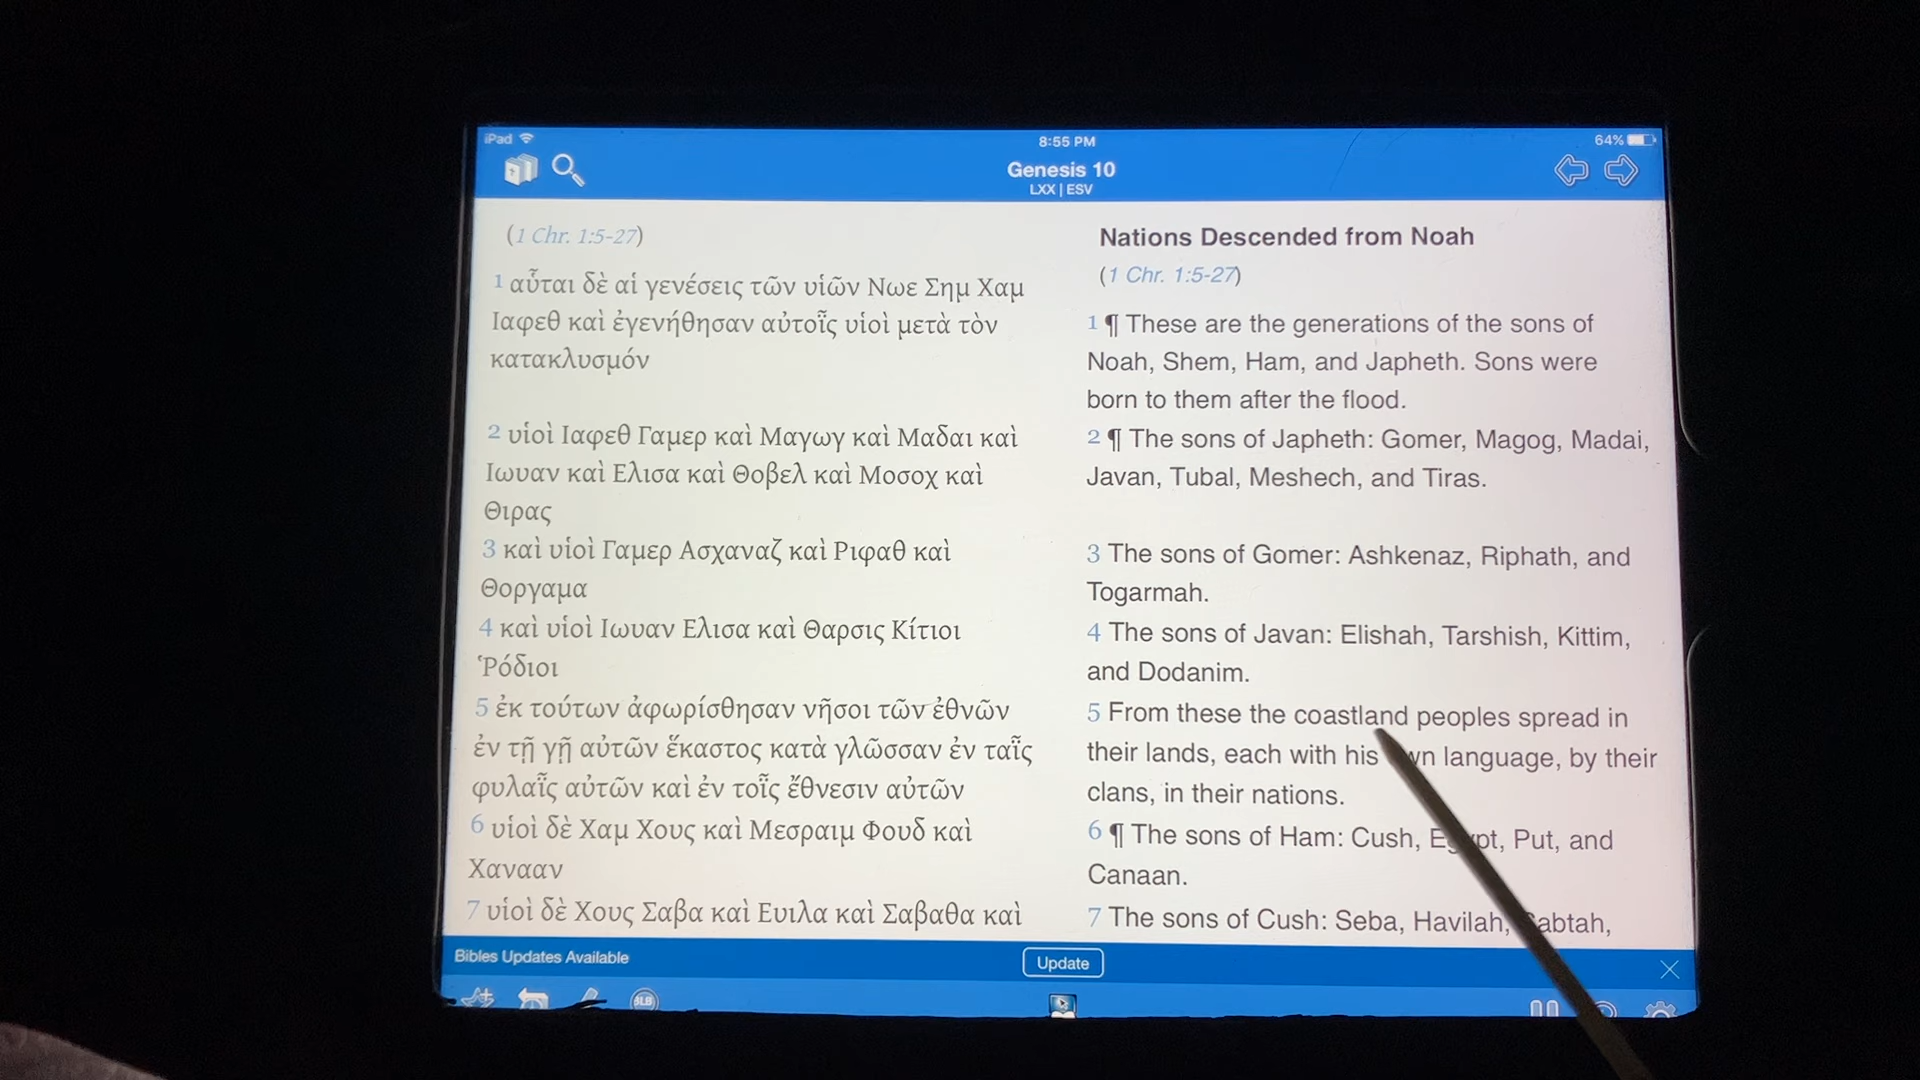 iPad
8:55 PM
64%
Genesis 10
LXX | ESV
(1 Chr. 1:5-27)
1 αὗται δὲ αἱ γενέσεις τῶν υἱῶν Νωε Σημ Χαμ
Ιαφεθ καὶ ἐγενήθησαν αὐτοῖς υἱοὶ μετὰ τὸν
κατακλυσμόν
2 υἱοὶ Ιαφεθ Γαμερ καὶ Μαγωγ καὶ Μαδαι καὶ
Ιωυαν καὶ Ελισα καὶ Θοβελ καὶ Μοσοχ καὶ
Θιρας
3 καὶ υἱοὶ Γαμερ Ασχαναζ καὶ Ριφαθ καὶ
Θοργαμα
4 καὶ υἱοὶ Ιωυαν Ελισα καὶ Θαρσις Κίτιοι
Ῥόδιοι
5 ἐκ τούτων ἀφωρίσθησαν νῆσοι τῶν ἐθνῶν
ἐν τῇ γῇ αὐτῶν ἕκαστος κατὰ γλῶσσαν ἐν ταῖς
φυλαῖς αὐτῶν καὶ ἐν τοῖς ἔθνεσιν αὐτῶν
6 υἱοὶ δὲ Χαμ Χους καὶ Μεσραιμ Φουδ καὶ
Χανααν
7 υἱοὶ δὲ Χους Σαβα καὶ Ευιλα καὶ Σαβαθα καὶ
Nations Descended from Noah
(1 Chr. 1:5-27)
1 ¶ These are the generations of the sons of
Noah, Shem, Ham, and Japheth. Sons were
born to them after the flood.
2 ¶ The sons of Japheth: Gomer, Magog, Madai,
Javan, Tubal, Meshech, and Tiras.
3 The sons of Gomer: Ashkenaz, Riphath, and
Togarmah.
4 The sons of Javan: Elishah, Tarshish, Kittim,
and Dodanim.
5 From these the coastland peoples spread in
their lands, each with his own language, by their
clans, in their nations.
6 ¶ The sons of Ham: Cush, Egypt, Put, and
Canaan.
7 The sons of Cush: Seba, Havilah, Sabtah,
Bibles Updates Available
Update
BLB